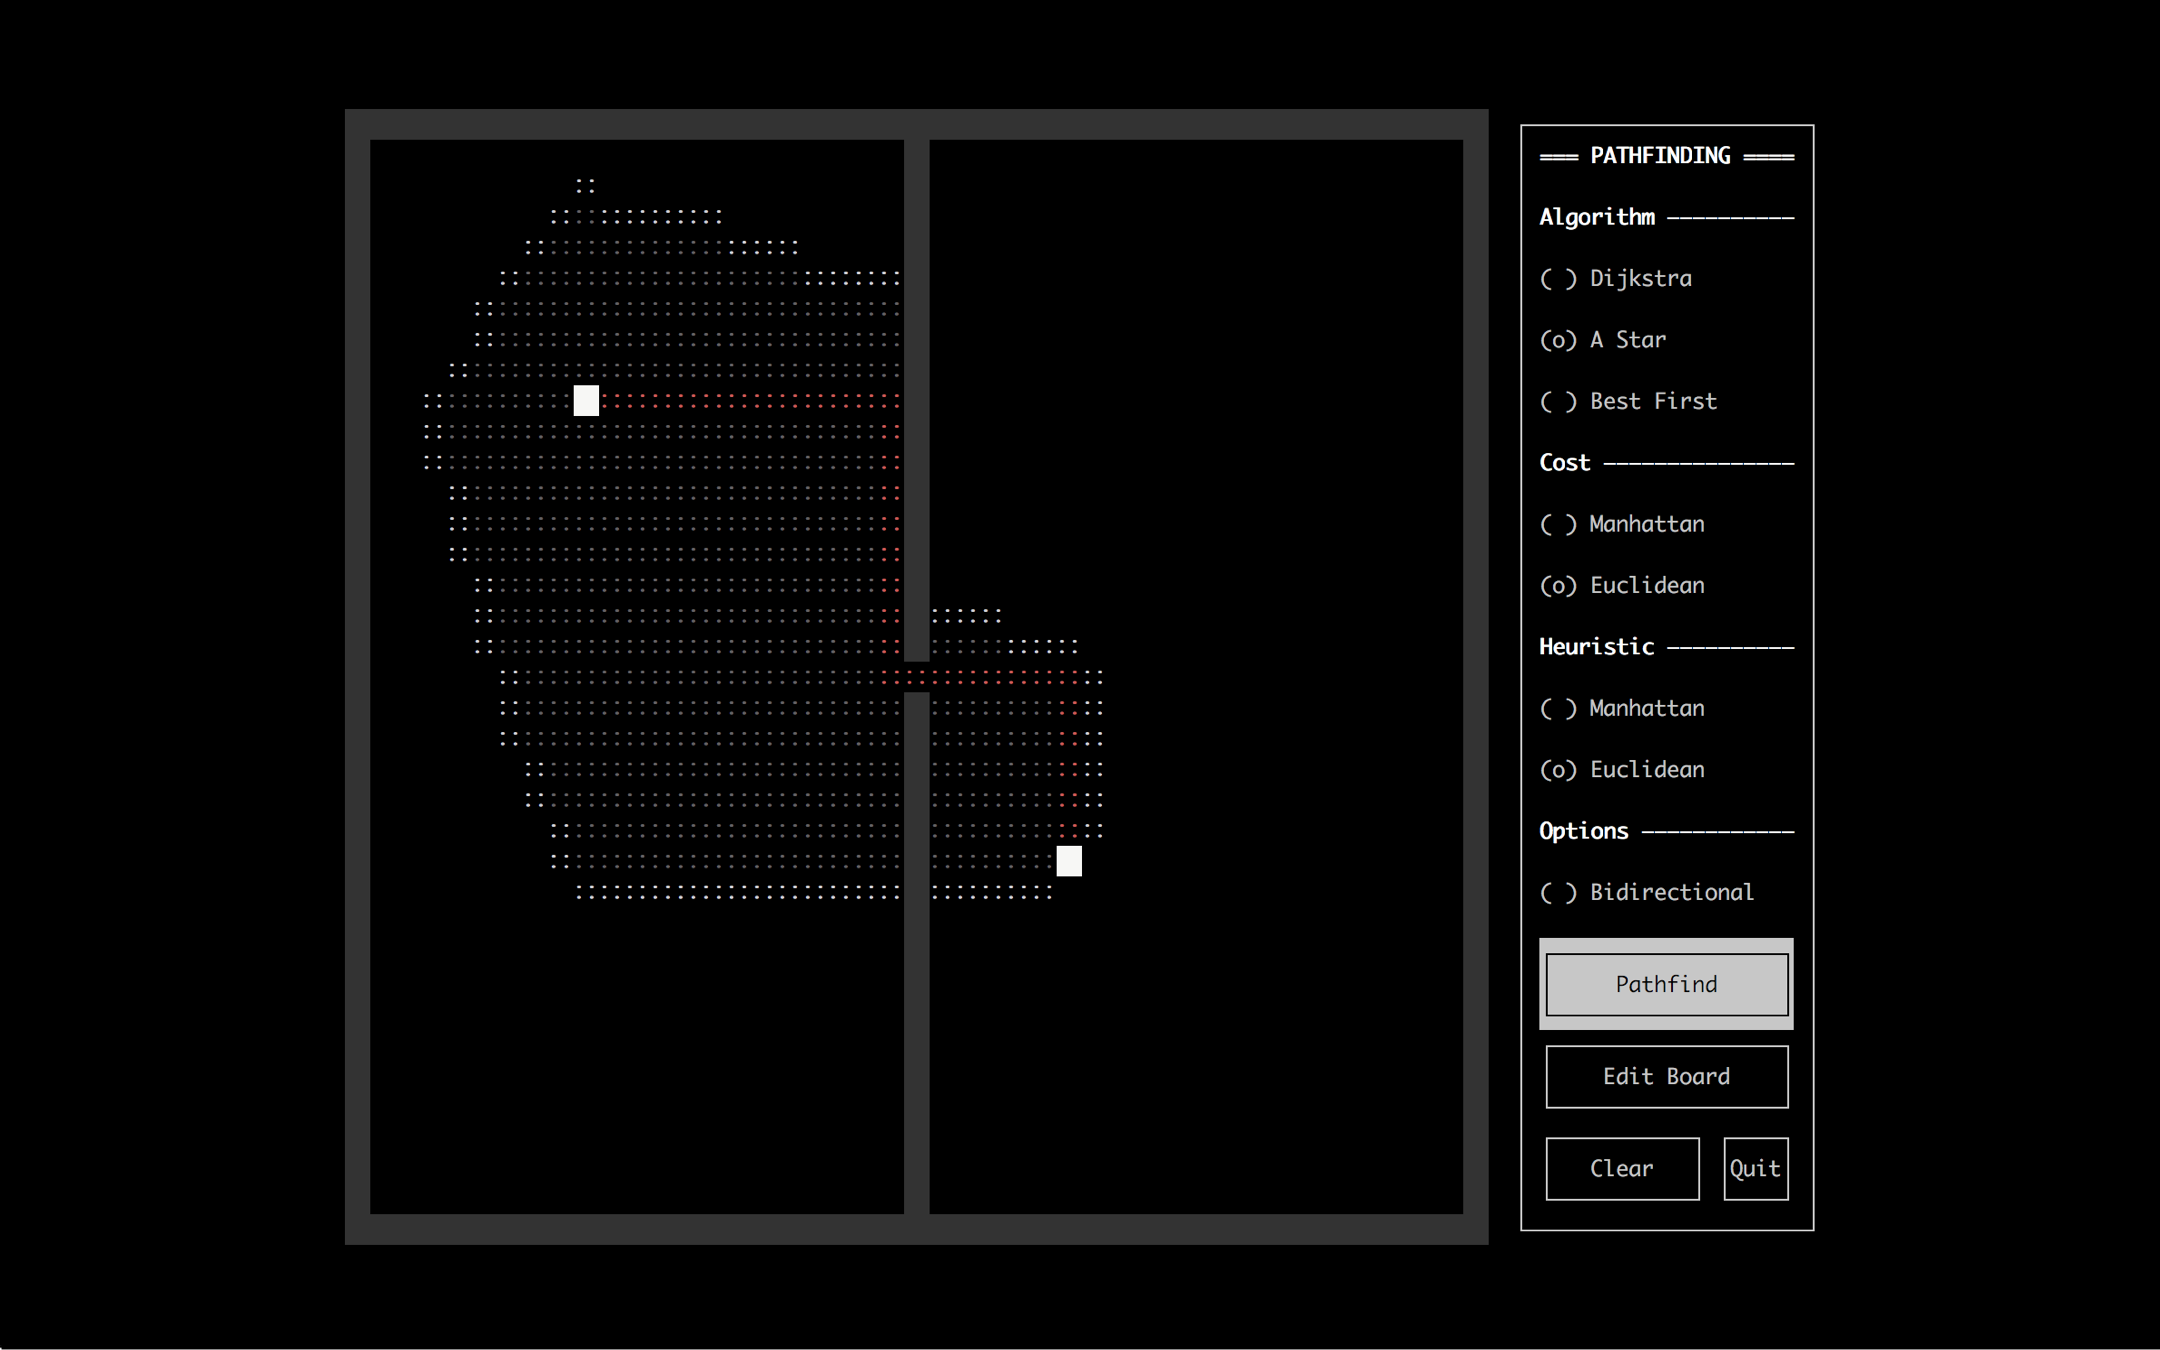 === PATHFINDING ====
Algorithm ----------
( ) Dijkstra
(o) A Star
( ) Best First
Cost ---------------
( ) Manhattan
(o) Euclidean
Heuristic ----------
( ) Manhattan
(o) Euclidean
Options ------------
( ) Bidirectional
Pathfind
Edit Board
Clear Quit